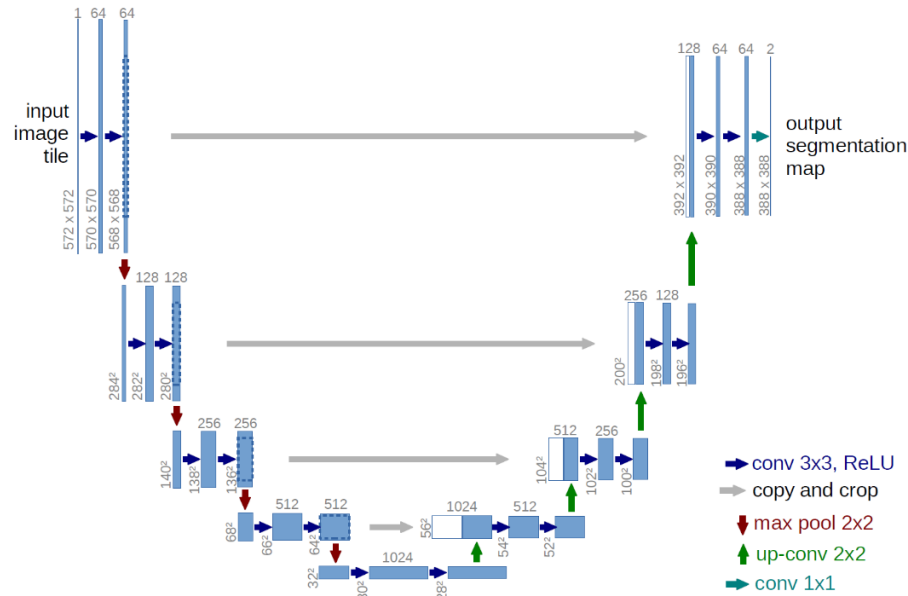 1 64 64
128 64 64 2
input
image
tile
output
segmentation
map
572 x 572
570 x 570
568 x 568
392 x 392
390 x 390
388 x 388
388 x 388
128 128
256 128
284²
282²
280²
200²
198²
196²
256 256
512 256
140²
138²
136²
104²
102²
100²
512 512
1024 512
68²
66²
64²
56²
54²
52²
1024
32²
28²
conv 3x3, ReLU
copy and crop
max pool 2x2
up-conv 2x2
conv 1x1